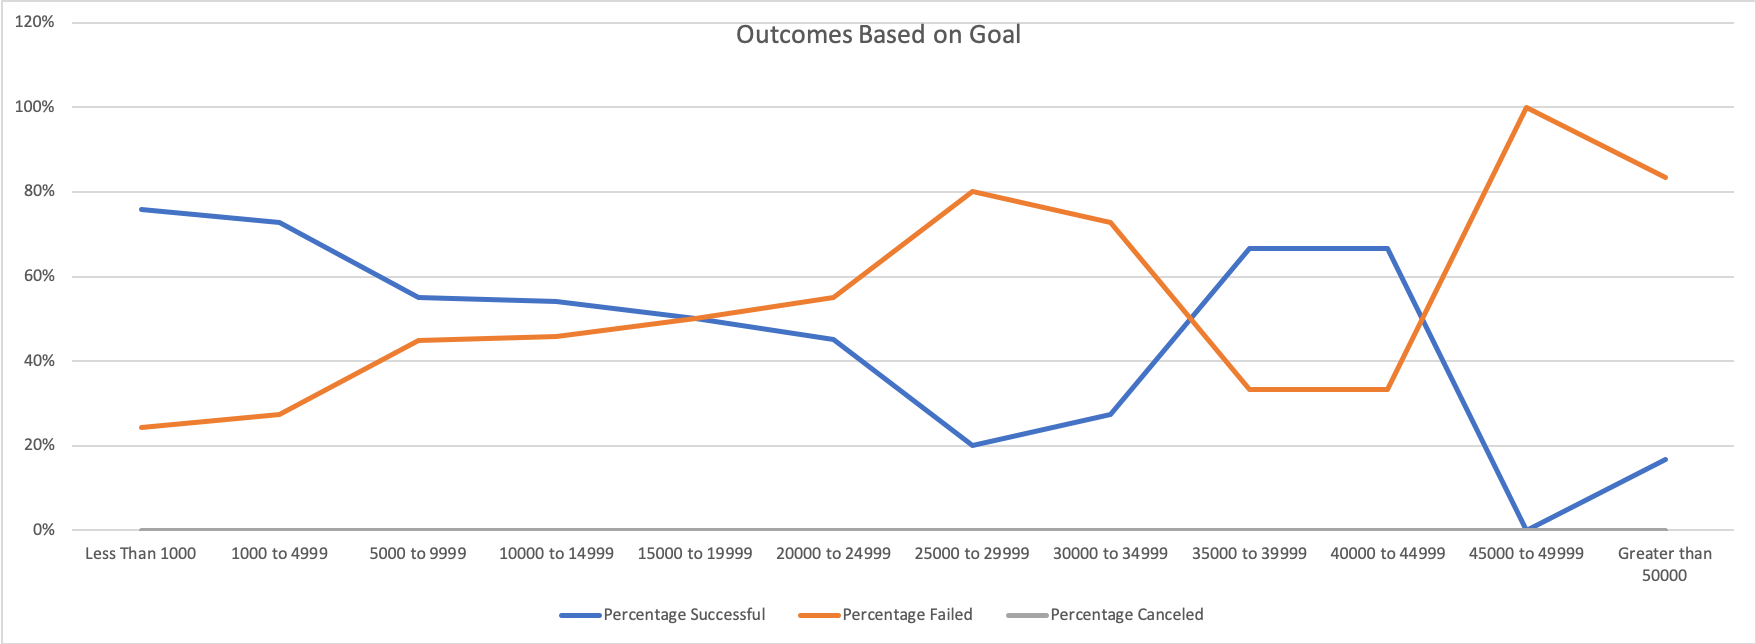 Outcomes Based on Goal
120%
100%
80%
60%
40%
20%
0%
Less Than 1000
1000 to 4999
5000 to 9999
10000 to 14999
15000 to 19999
20000 to 24999
25000 to 29999
30000 to 34999
35000 to 39999
40000 to 44999
45000 to 49999
Greater than
50000
Percentage Successful
Percentage Failed
Percentage Canceled